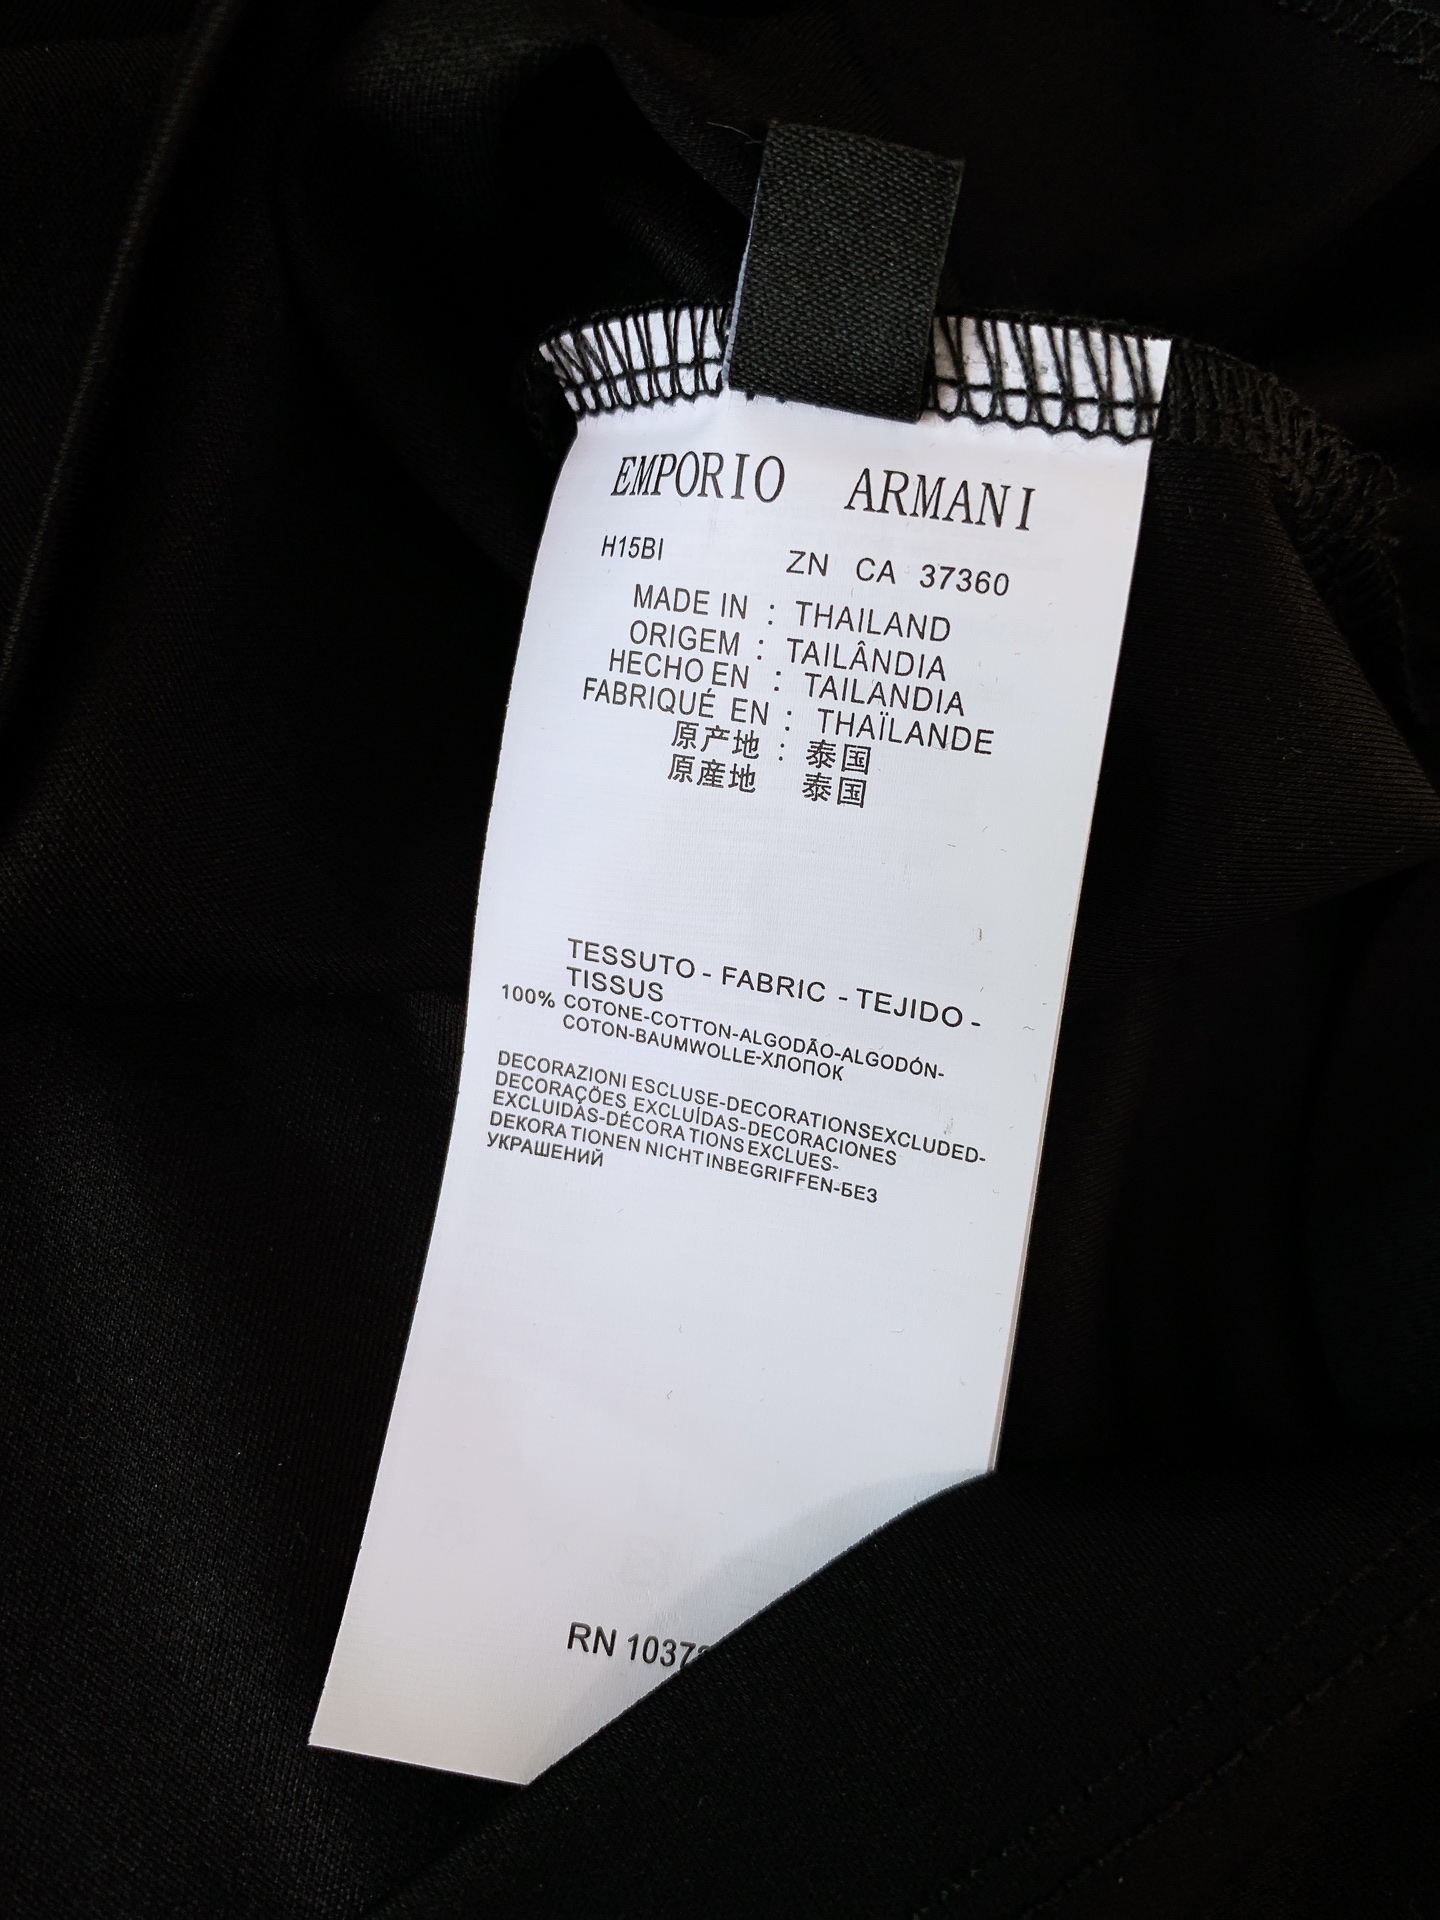 EMPORIO ARMANI
H15BI ZN CA 37360
MADE IN : THAILAND
ORIGEM : TAILÂNDIA
HECHO EN : TAILANDIA
FABRIQUÉ EN : THAÏLANDE
原产地 : 泰国
原産地 泰国
TESSUTO - FABRIC - TEJIDO -
TISSUS
100% COTONE-COTTON-ALGODÃO-ALGODÓN-
COTON-BAUMWOLLE-ХЛОПОК
DECORAZIONI ESCLUSE-DECORATIONSEXCLUDED-
DECORAÇÕES EXCLUÍDAS-DECORACIONES
EXCLUIDAS-DÉCORATIONS EXCLUES-
DEKORATIONEN NICHT INBEGRIFFEN-БЕЗ
УКРАШЕНИЙ
RN